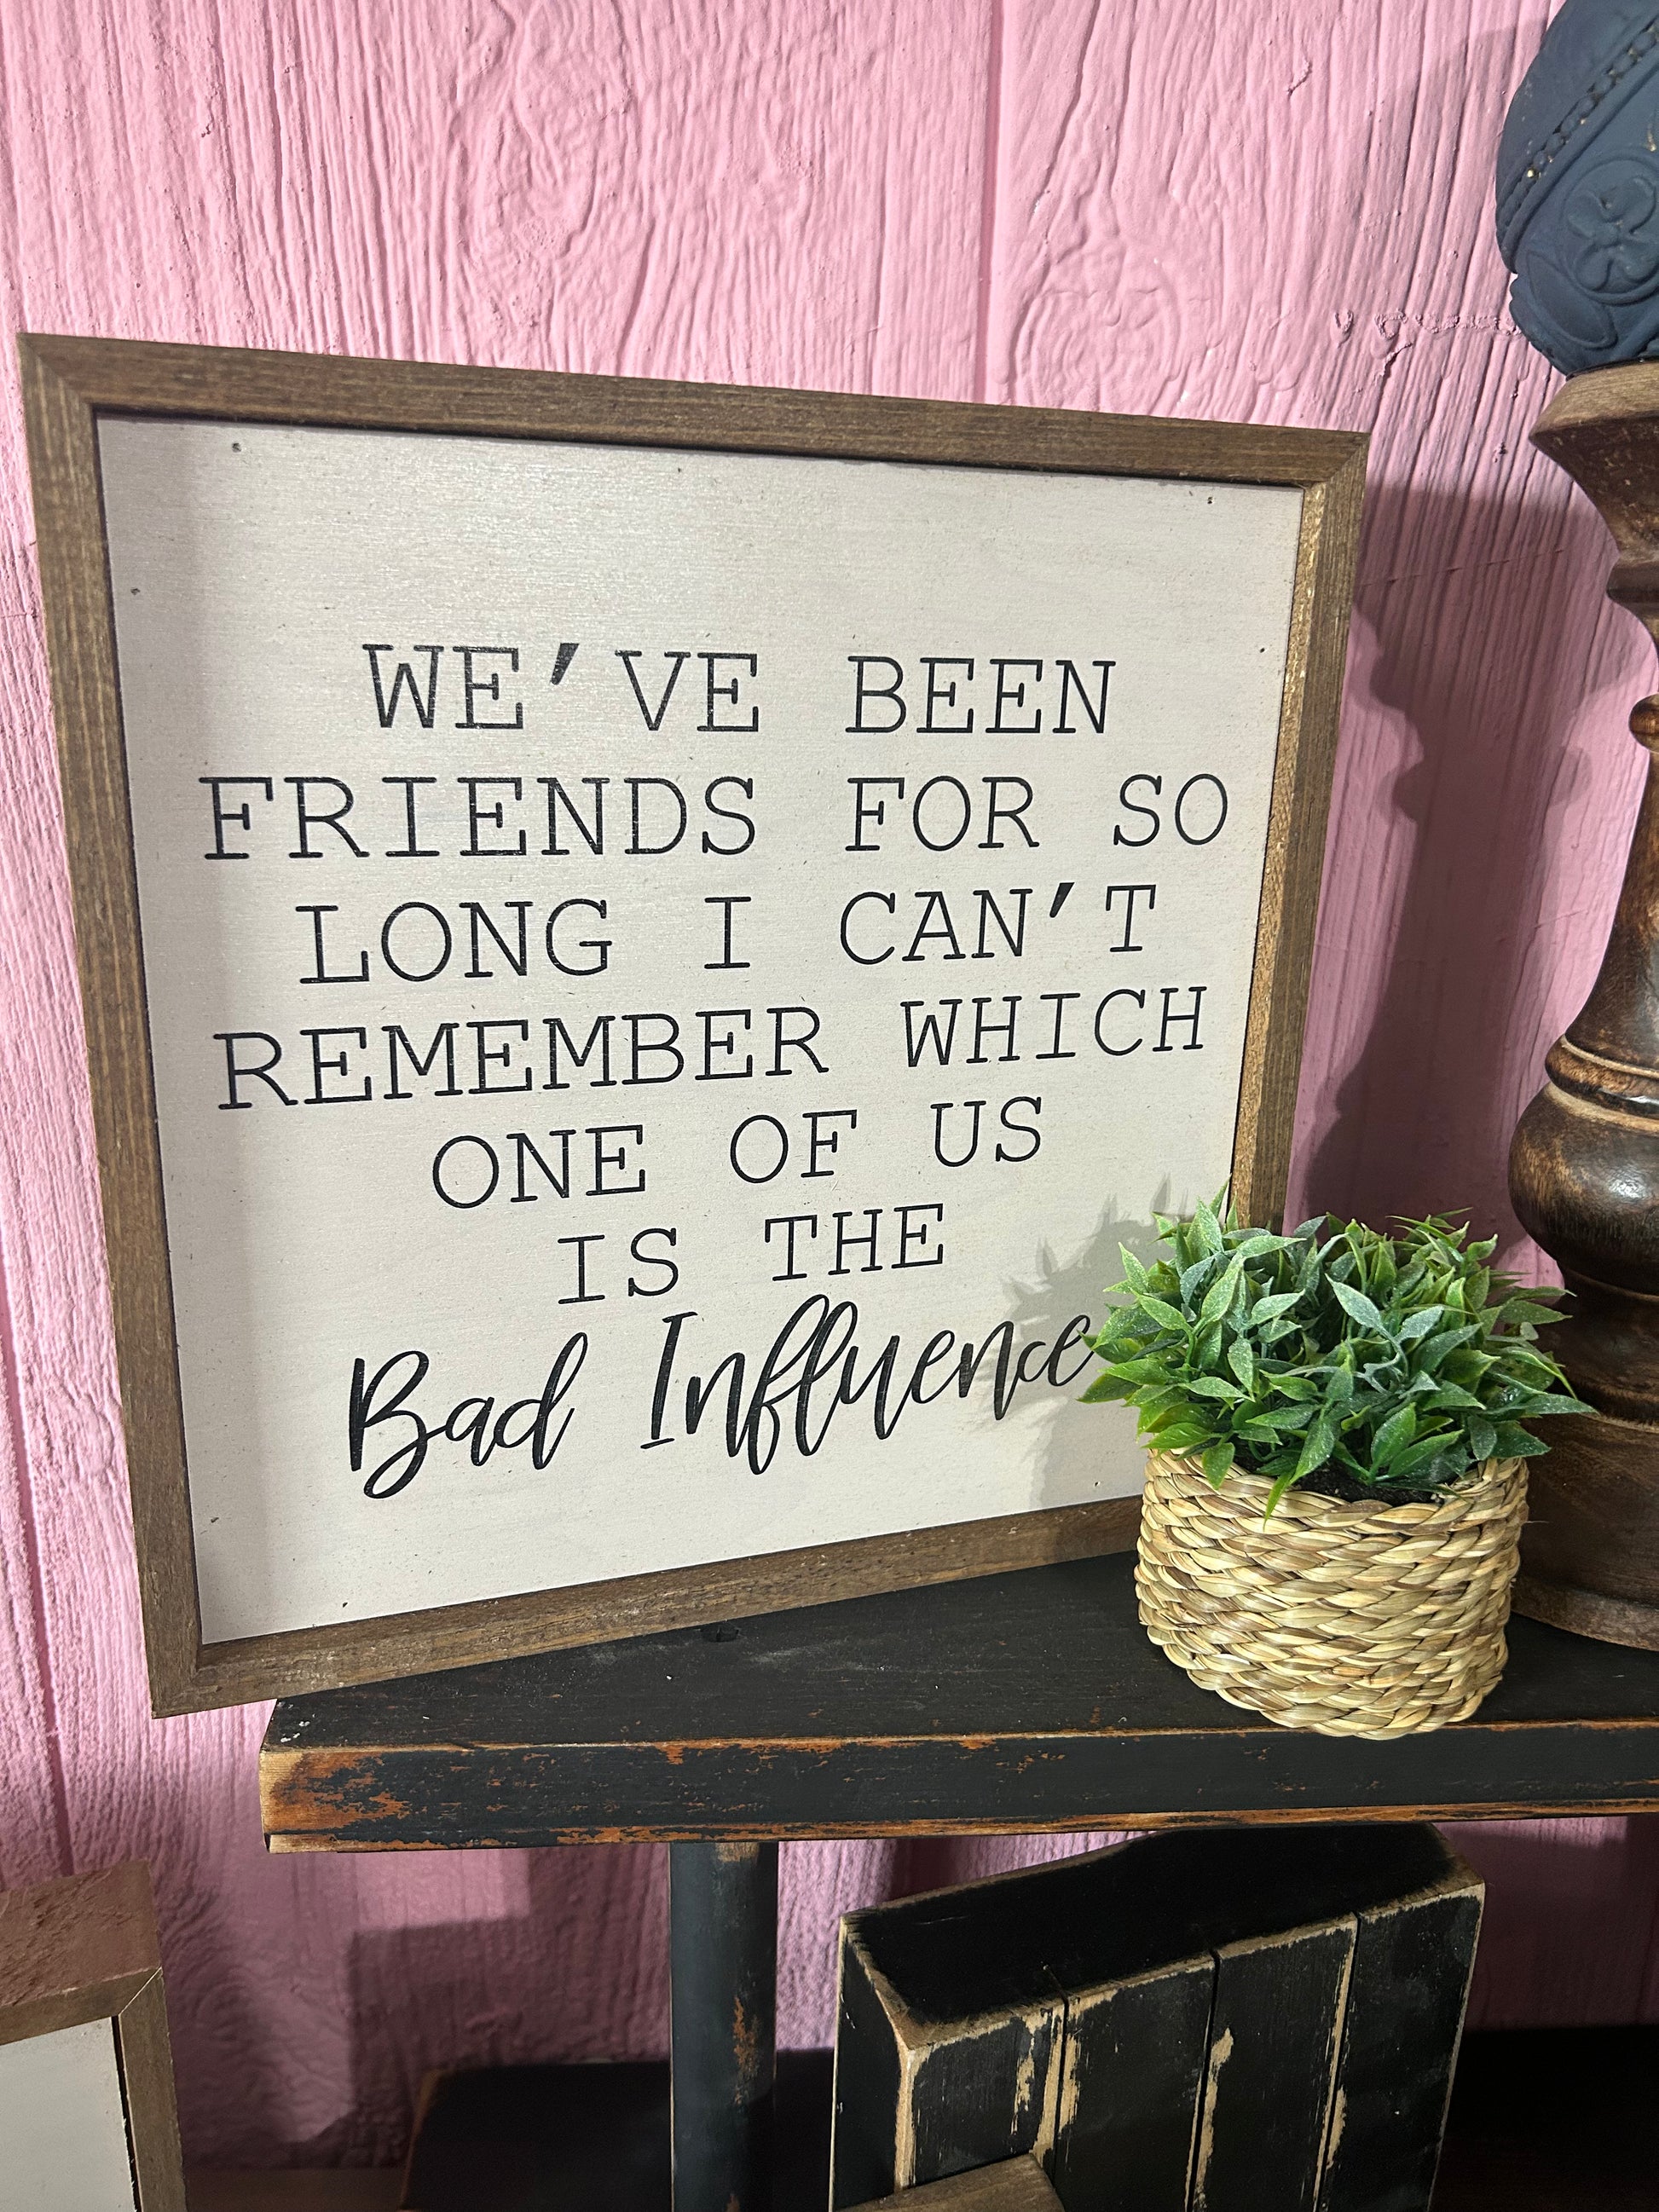 WE'VE BEEN
FRIENDS FOR SO
LONG I CAN'T
REMEMBER WHICH
ONE OF US
IS THE
Bad Influence